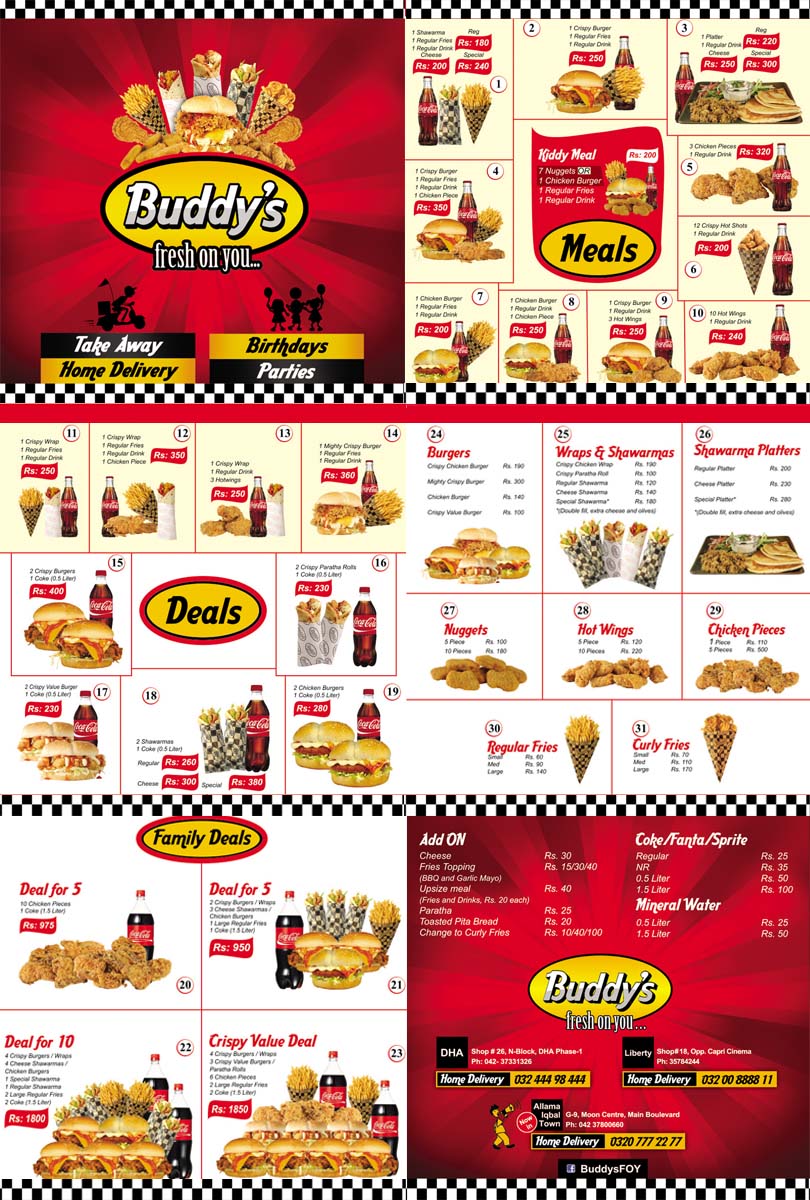 Buddy's
fresh on you...
Take Away
Home Delivery
Birthdays
Parties
1 Shawarma
1 Regular Fries
1 Regular Drink
Reg
Rs: 180
Cheese
Special
Rs: 200
Rs: 240
1
2
1 Crispy Burger
1 Regular Fries
1 Regular Drink
Rs: 250
3
1 Platter
1 Regular Drink
Reg
Rs: 220
Cheese
Special
Rs: 250
Rs: 300
4
1 Crispy Burger
1 Regular Fries
1 Regular Drink
1 Chicken Piece
Rs: 350
Kiddy Meal
Rs: 200
7 Nuggets OR
1 Chicken Burger
1 Regular Fries
1 Regular Drink
Meals
3 Chicken Pieces
1 Regular Drink
Rs: 320
5
12 Crispy Hot Shots
1 Regular Drink
Rs: 200
6
7
1 Chicken Burger
1 Regular Fries
1 Regular Drink
Rs: 200
8
1 Chicken Burger
1 Regular Drink
1 Chicken Piece
Rs: 250
9
1 Crispy Burger
1 Regular Drink
3 Hot Wings
Rs: 250
10
10 Hot Wings
1 Regular Drink
Rs: 240
11
1 Crispy Wrap
1 Regular Fries
1 Regular Drink
Rs: 250
12
1 Crispy Wrap
1 Regular Fries
1 Regular Drink
1 Chicken Piece
Rs: 350
13
1 Crispy Wrap
1 Regular Drink
3 Hotwings
Rs: 250
14
1 Mighly Crispy Burger
1 Regular Fries
1 Regular Drink
Rs: 360
15
2 Crispy Burgers
1 Coke (0.5 Liter)
Rs: 400
Deals
16
2 Crispy Paratha Rolls
1 Coke (0.5 Liter)
Rs: 230
17
2 Crispy Value Burger
1 Coke (0.5 Liter)
Rs: 230
18
2 Shawarmas
1 Coke (0.5 Liter)
Regular Rs: 260
Cheese Rs: 300 Special Rs: 380
19
2 Chicken Burgers
1 Coke (0.5 Liter)
Rs: 280
24
Burgers
Crispy Chicken Burger Rs. 190
Mighty Crispy Burger Rs. 300
Chicken Burger Rs. 140
Crispy Value Burger Rs. 100
25
Wraps & Shawarmas
Crispy Chicken Wrap Rs. 190
Crispy Paratha Roll Rs. 100
Regular Shawarma Rs. 120
Cheese Shawarma Rs. 140
Special Shawarma* Rs. 180
*(Double fill, extra cheese and olives)
26
Shawarma Platters
Regular Platter Rs. 200
Cheese Platter Rs. 230
Special Platter* Rs. 280
*(Double fill, extra cheese and olives)
27
Nuggets
5 Piece Rs. 100
10 Pieces Rs. 180
28
Hot Wings
5 Piece Rs. 120
10 Pieces Rs. 220
29
Chicken Pieces
1 Piece Rs. 110
5 Pieces Rs. 500
30
Regular Fries
Small Rs. 60
Med Rs. 90
Large Rs. 140
31
Curly Fries
Small Rs. 70
Med Rs. 110
Large Rs. 170
Family Deals
Deal for 5
10 Chicken Pieces
1 Coke (1.5 Liter)
Rs: 975
20
Deal for 5
2 Crispy Burgers / Wraps
3 Cheese Shawarmas /
Chicken Burgers
1 Large Regular Fries
1 Coke (1.5 Liter)
Rs: 950
21
Deal for 10
4 Crispy Burgers / Wraps
4 Cheese Shawarmas /
Chicken Burgers
1 Special Shawarma
1 Regular Shawarma
2 Large Regular Fries
2 Coke (1.5 Liter)
Rs: 1800
22
Crispy Value Deal
4 Crispy Burgers / Wraps
3 Crispy Value Burgers /
Paratha Rolls
6 Chicken Pieces
2 Large Regular Fries
2 Coke (1.5 Liter)
Rs: 1850
23
Add ON
Cheese Rs. 30
Fries Topping Rs. 15/30/40
(BBQ and Garlic Mayo)
Upsize meal Rs. 40
(Fries and Drinks, Rs. 20 each)
Paratha Rs. 25
Toasted Pita Bread Rs. 20
Change to Curly Fries Rs. 10/40/100
Coke/Fanta/Sprite
Regular Rs. 25
NR Rs. 35
0.5 Liter Rs. 50
1.5 Liter Rs. 100
Mineral Water
0.5 Liter Rs. 25
1.5 Liter Rs. 50
Buddy's
fresh on you...
DHA
Shop # 26, N-Block, DHA Phase-1
Ph: 042- 37331326
Home Delivery 032 444 98 444
Liberty
Shop#18, Opp. Capri Cinema
Ph: 35784244
Home Delivery 032 00 8888 11
Now in
Allama
Iqbal
Town
G-9, Moon Centre, Main Boulevard
Ph: 042 37800660
Home Delivery 0320 777 22 77
BuddysFOY